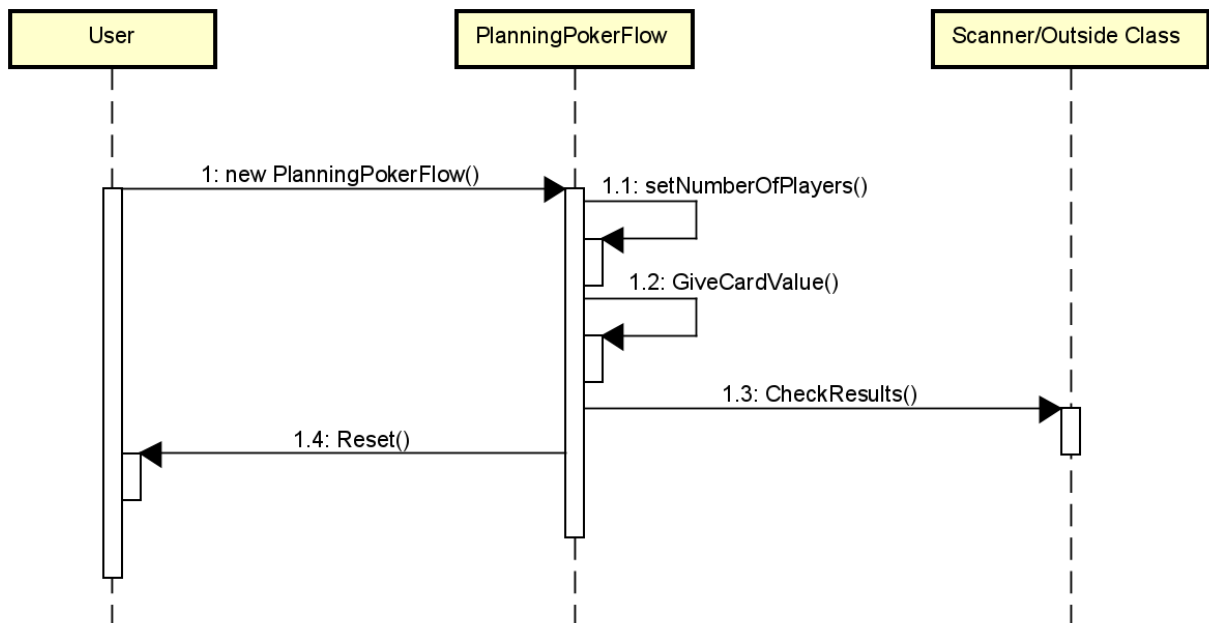 User
PlanningPokerFlow
Scanner/Outside Class
1: new PlanningPokerFlow()
1.1: setNumberOfPlayers()
1.2: GiveCardValue()
1.3: CheckResults()
1.4: Reset()